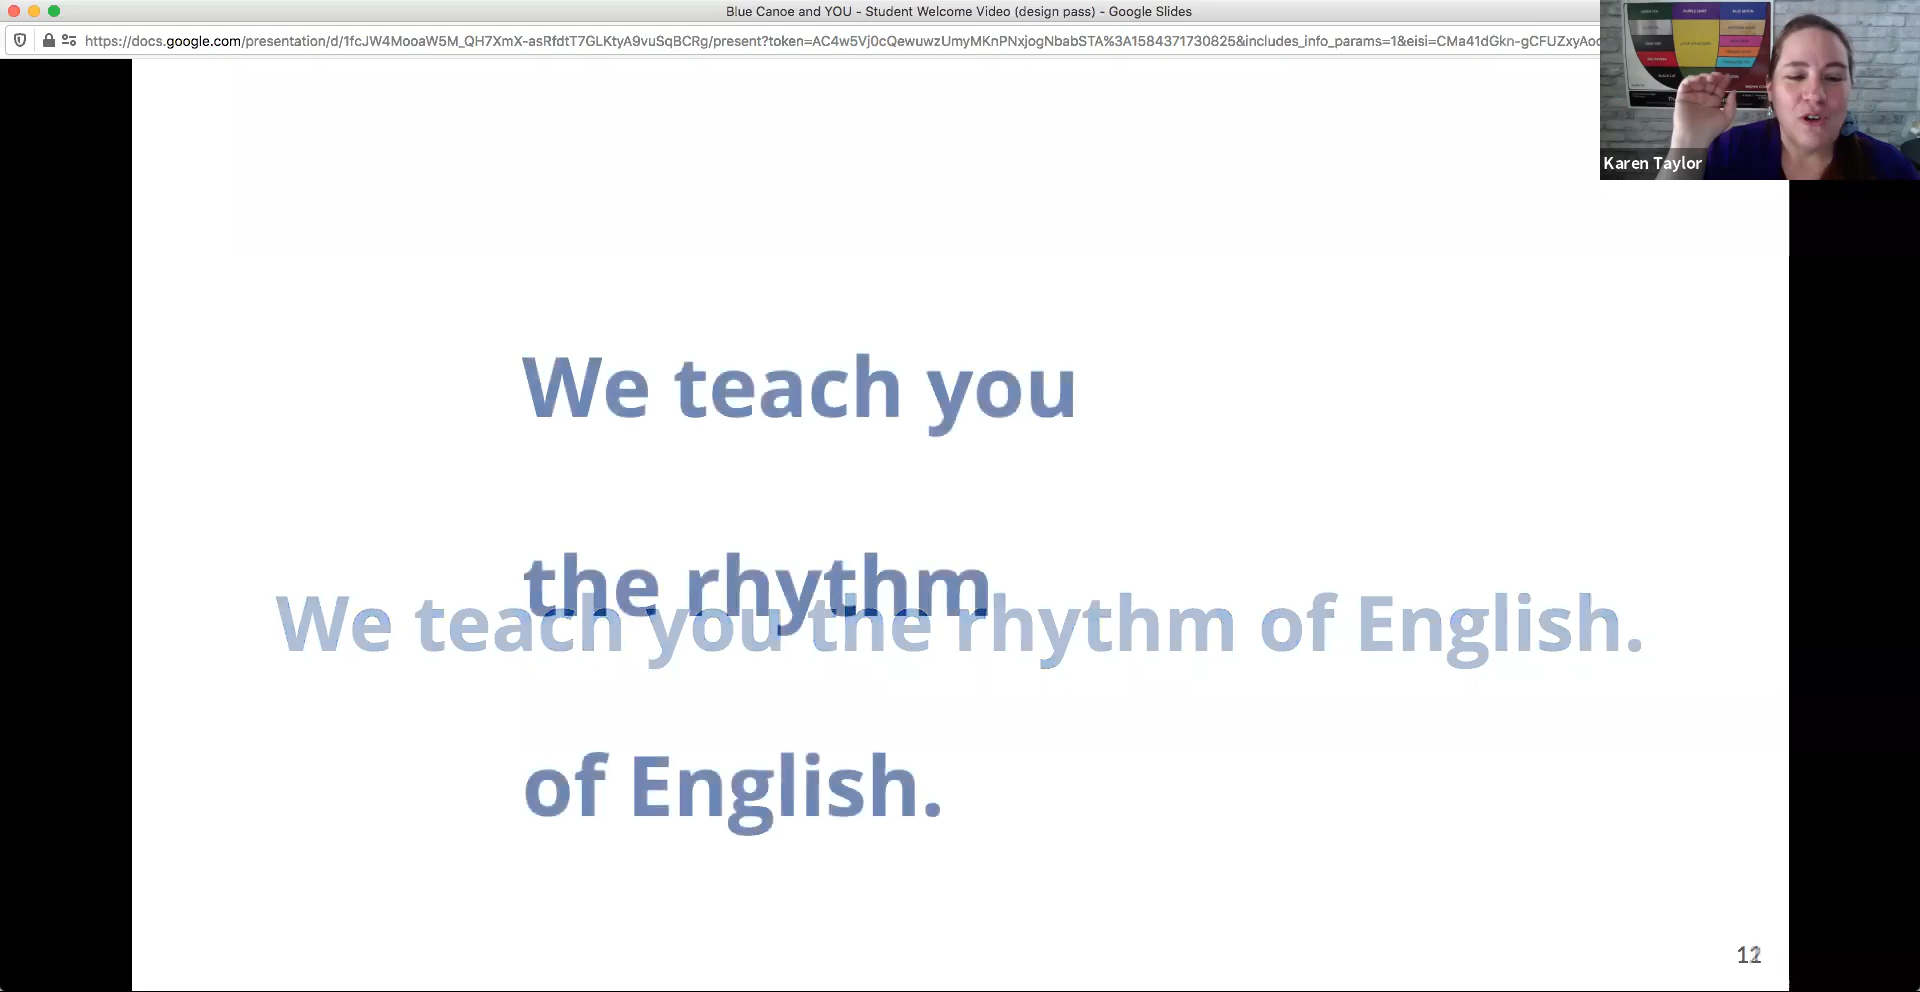 Blue Canoe and YOU - Student Welcome Video (design pass) - Google Slides
https://docs.google.com/presentation/d/1fcJW4MooaW5M_QH7XmX-asRfdtT7GLKtyA9vuSqBCRg/present?token=AC4w5Vj0cQewuwzUmyMKnPNxjogNbabSTA%3A1584371730825&includes_info_params=1&eisi=CMa41dGkn-gCFUZxyAod
Karen Taylor
We teach you
the rhythm
We teach you the rhythm of English.
of English.